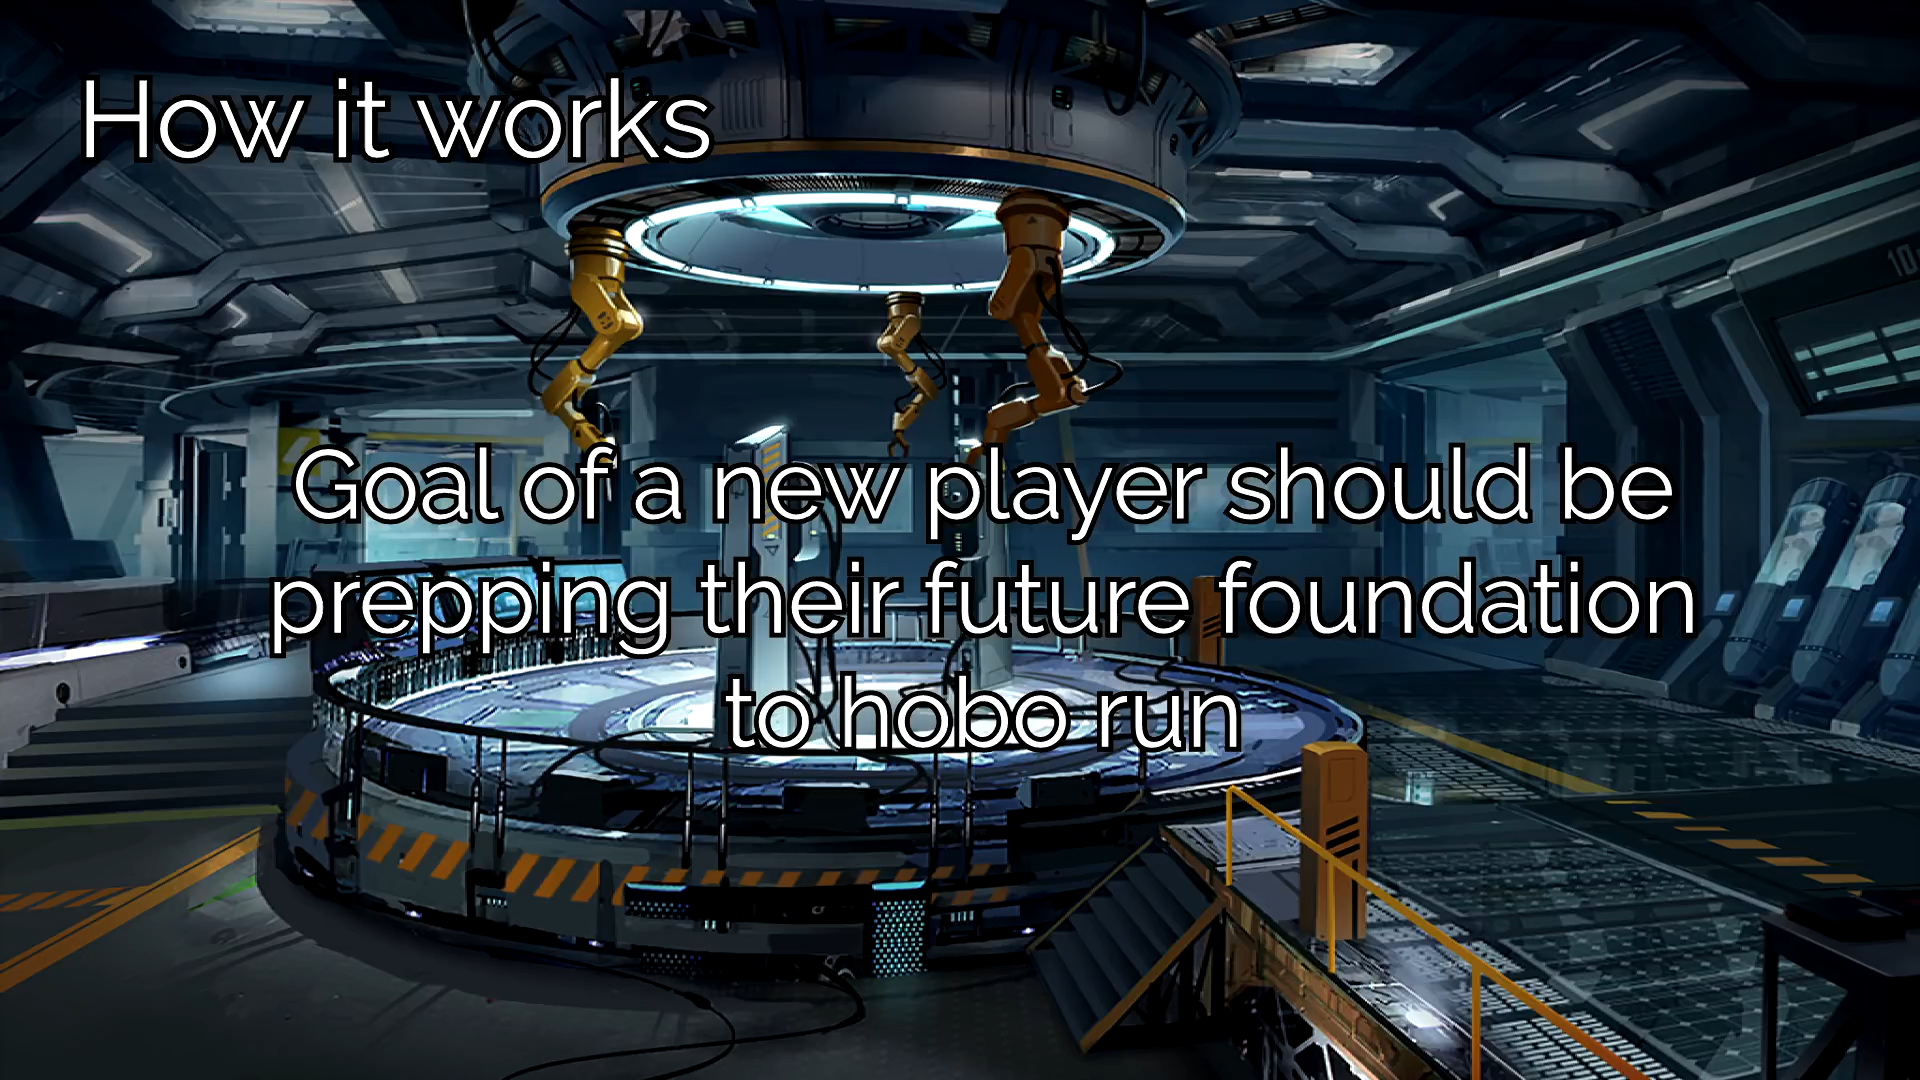 How it works
Goal of a new player should be
prepping their future foundation
to hobo run